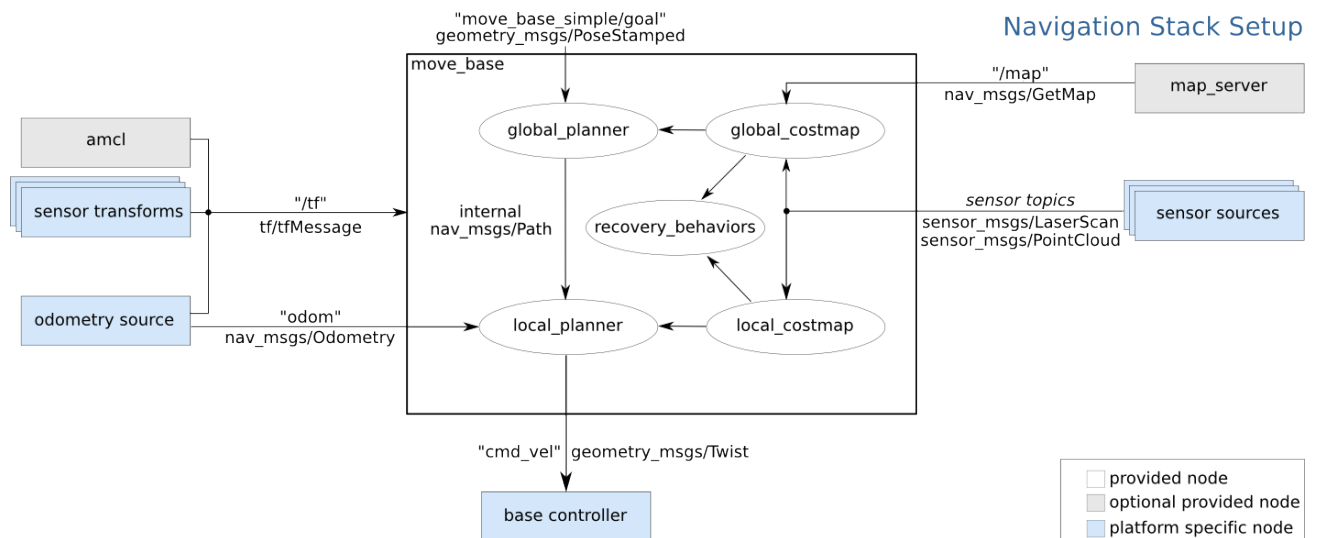 Navigation Stack Setup
"move_base_simple/goal"
geometry_msgs/PoseStamped
move_base
"/map"
nav_msgs/GetMap
map_server
global_planner
global_costmap
amcl
sensor transforms
"/tf"
tf/tfMessage
internal
nav_msgs/Path
recovery_behaviors
sensor topics
sensor_msgs/LaserScan
sensor_msgs/PointCloud
sensor sources
odometry source
"odom"
nav_msgs/Odometry
local_planner
local_costmap
"cmd_vel" geometry_msgs/Twist
base controller
provided node
optional provided node
platform specific node